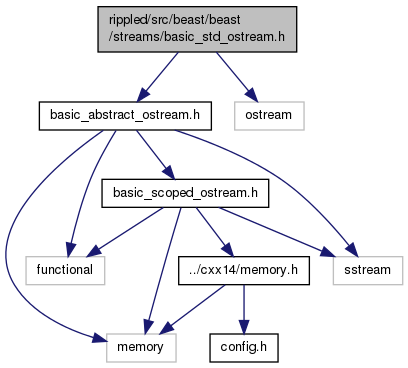 rippled/src/beast/beast
/streams/basic_std_ostream.h
basic_abstract_ostream.h
ostream
basic_scoped_ostream.h
functional
../cxx14/memory.h
sstream
memory
config.h